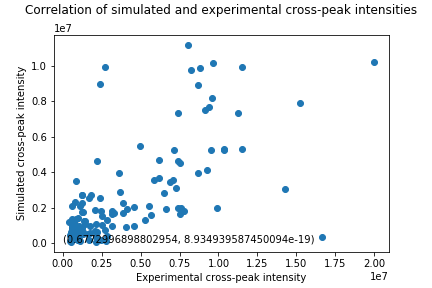 Correlation of simulated and experimental cross-peak intensities
1e7
Simulated cross-peak intensity
1.0
0.8
0.6
0.4
0.2
0.0
(0.6772996898802954, 8.934939587450094e-19)
0.00 0.25 0.50 0.75 1.00 1.25 1.50 1.75 2.00
Experimental cross-peak intensity
1e7